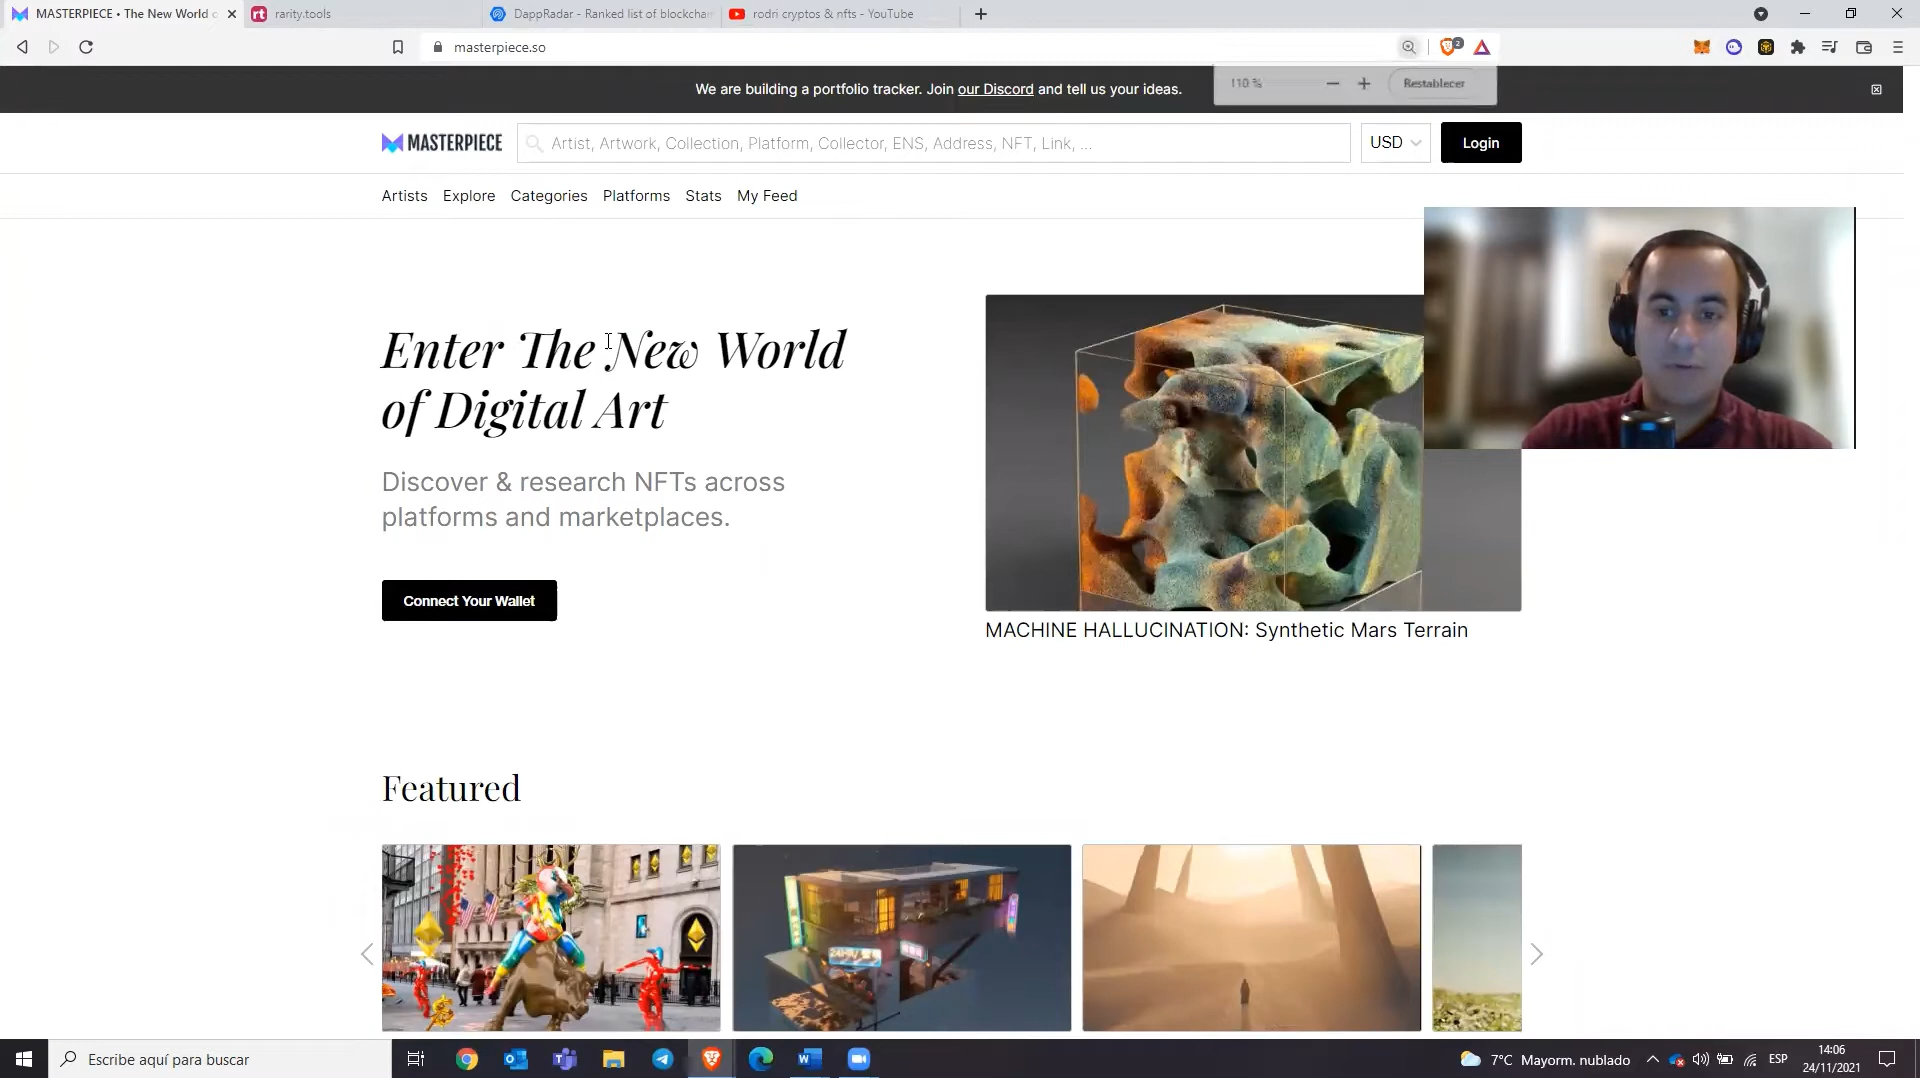 MASTERPIECE • The New World o
rarity.tools
DappRadar - Ranked list of blockchain
rodri cryptos & nfts - YouTube
masterpiece.so
2
We are building a portfolio tracker. Join our Discord and tell us your ideas.
110 %
Restablecer
MASTERPIECE
Artist, Artwork, Collection, Platform, Collector, ENS, Address, NFT, Link, ...
USD
Login
Artists
Explore
Categories
Platforms
Stats
My Feed
Enter The New World
of Digital Art
Discover & research NFTs across
platforms and marketplaces.
Connect Your Wallet
MACHINE HALLUCINATION: Synthetic Mars Terrain
Featured
Escribe aquí para buscar
7°C Mayorm. nublado
ESP
14:06
24/11/2021